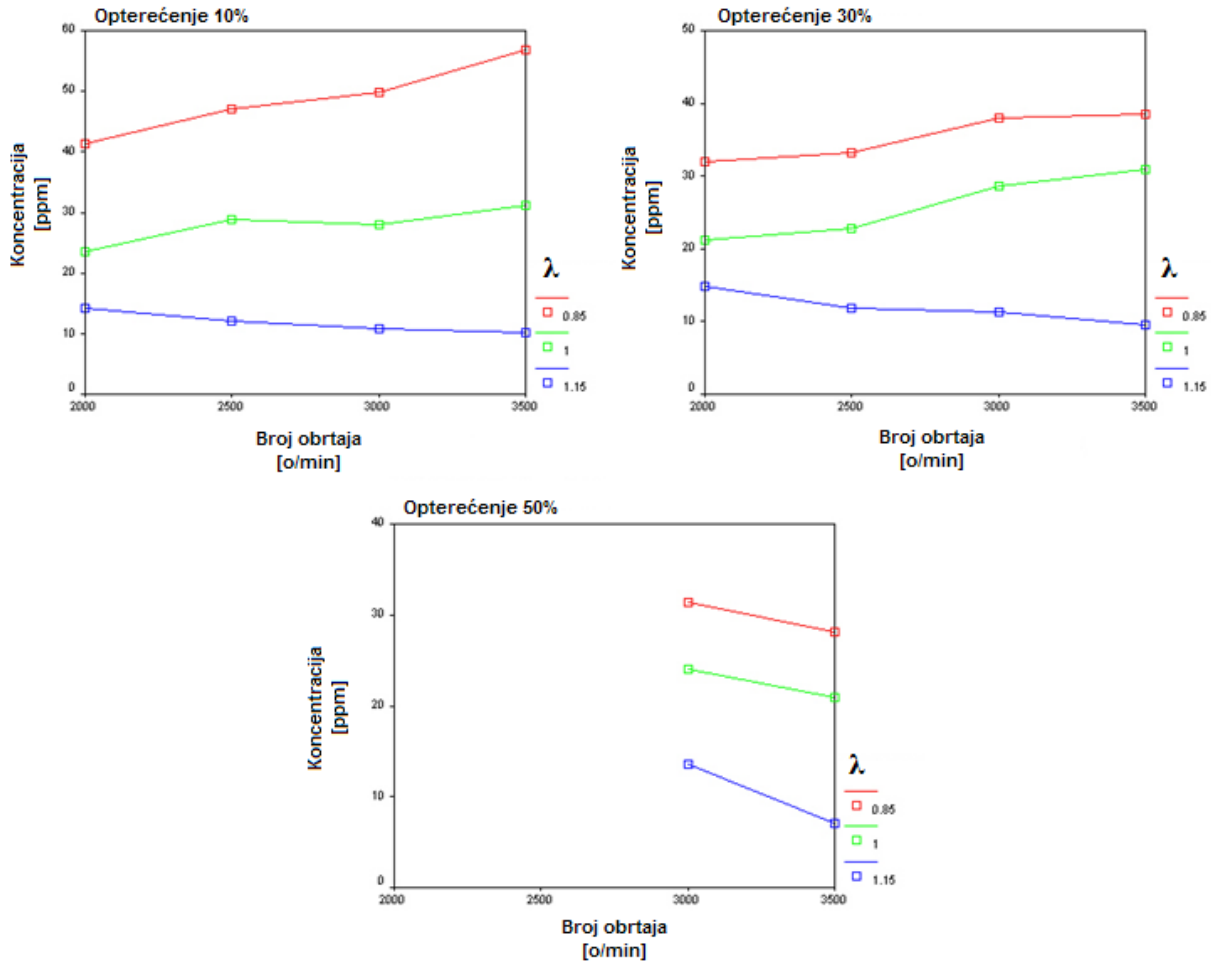 Opterećenje 10%
60
50
40
30
20
10
0
Koncentracija
[ppm]
2000
2500
3000
3500
Broj obrtaja
[o/min]
λ
0.85
1
1.15
Opterećenje 30%
50
40
30
20
10
0
Koncentracija
[ppm]
2000
2500
3000
3500
Broj obrtaja
[o/min]
λ
0.85
1
1.15
Opterećenje 50%
40
30
20
10
0
Koncentracija
[ppm]
2000
2500
3000
3500
Broj obrtaja
[o/min]
λ
0.85
1
1.15